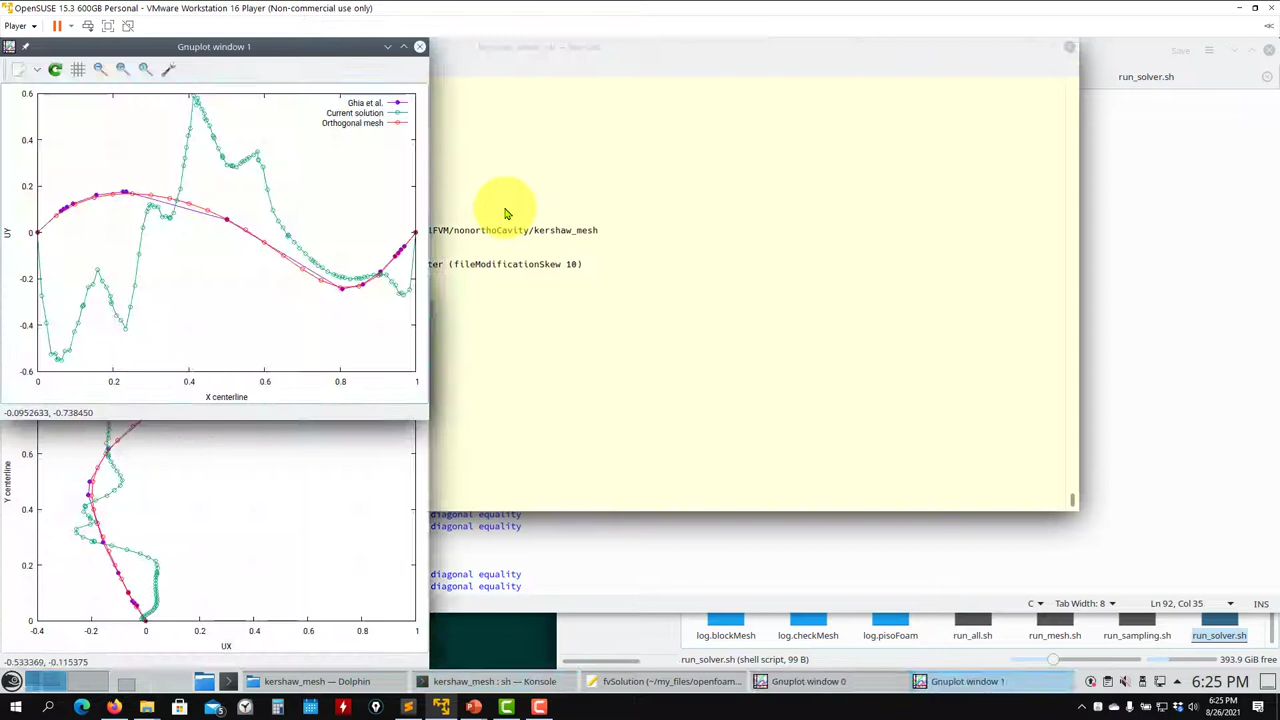 OpenSUSE 15.3 600GB Personal - VMware Workstation 16 Player (Non-commercial use only)
Player
Gnuplot window 1
Save
run_solver.sh
0.6
Ghia et al.
Current solution
Orthogonal mesh
0.4
0.2
UY
0
-0.2
-0.4
-0.6
0 0.2 0.4 0.6 0.8 1
X centerline
-0.0952633, -0.738450
lFVM/nonorthoCavity/kershaw_mesh
ter (fileModificationSkew 10)
Y centerline
0.6
0.4
0.2
0
-0.4 -0.2 0 0.2 0.4 0.6 0.8 1
UX
-0.533369, -0.115375
diagonal equality
diagonal equality
diagonal equality
diagonal equality
C Tab Width: 8 Ln 92, Col 35 INS
log.blockMesh log.checkMesh log.pisoFoam run_all.sh run_mesh.sh run_sampling.sh run_solver.sh
run_solver.sh (shell script, 99 B) 393.9 GiB free
kershaw_mesh — Dolphin kershaw_mesh : sh — Konsole fvSolution (~/my_files/openfoam... Gnuplot window 0 Gnuplot window 1 6:25 PM
6:25 PM
8/26/2021